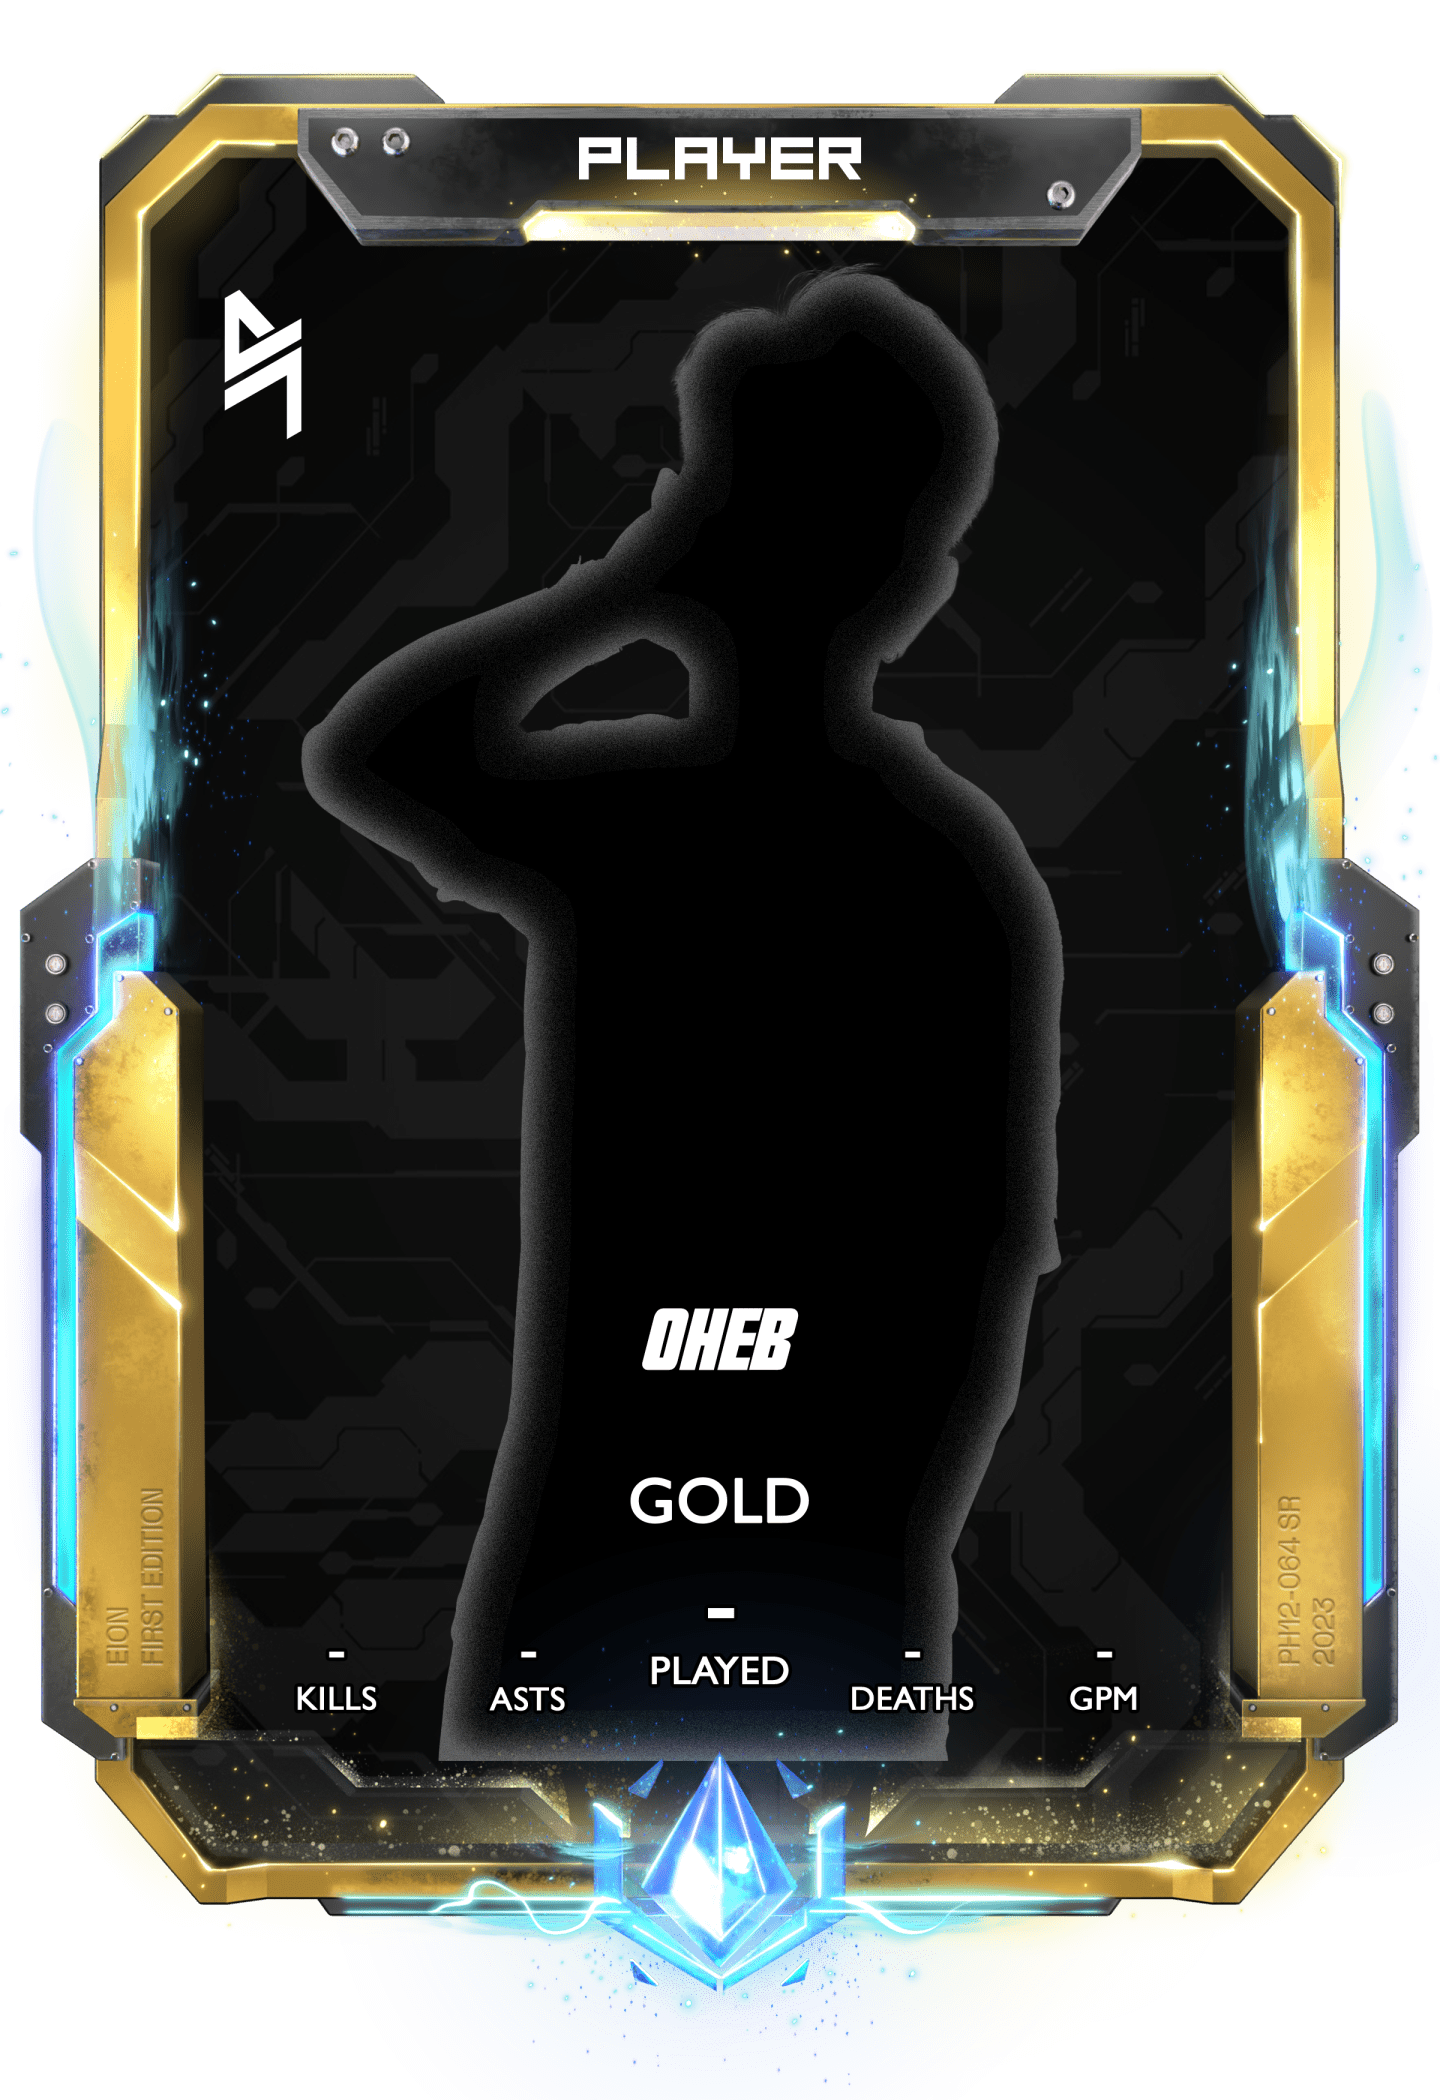 PLAYER
OHEB
GOLD
-
PLAYED
-
KILLS
-
ASTS
-
DEATHS
-
GPM
EION
FIRST EDITION
PH12-064 SR
2023